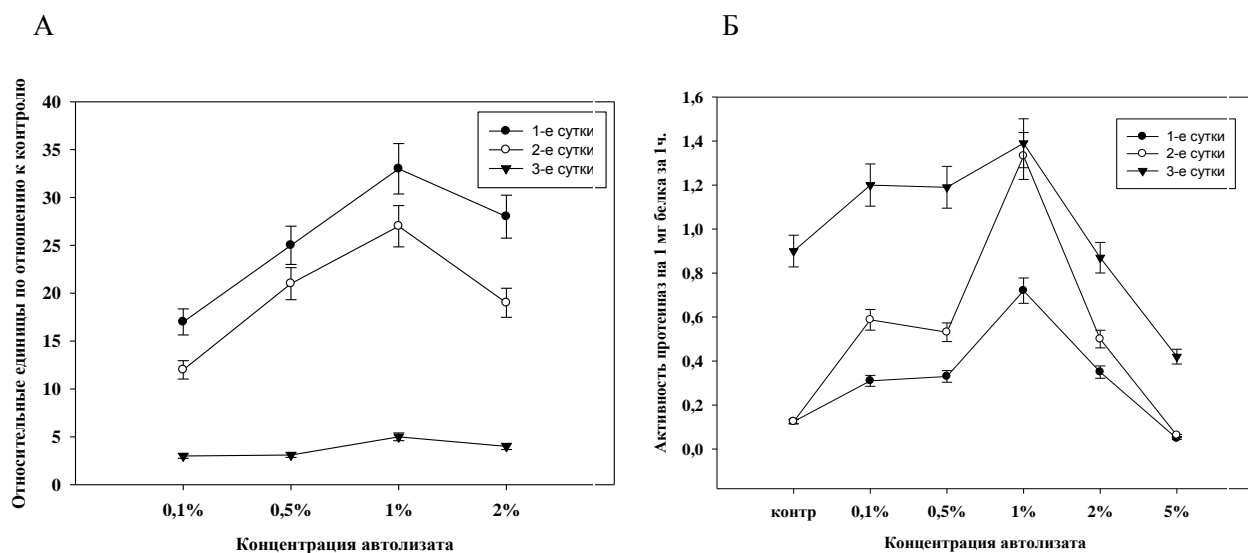 А
Относительные единицы по отношению к контролю
40
35
30
25
20
15
10
5
0
1-е сутки
2-е сутки
3-е сутки
0,1%
0,5%
1%
2%
Концентрация автолизата
Б
Активность протеиназ на 1 мг белка за 1ч.
1,6
1,4
1,2
1,0
0,8
0,6
0,4
0,2
0,0
1-е сутки
2-е сутки
3-е сутки
контр
0,1%
0,5%
1%
2%
5%
Концентрация автолизата